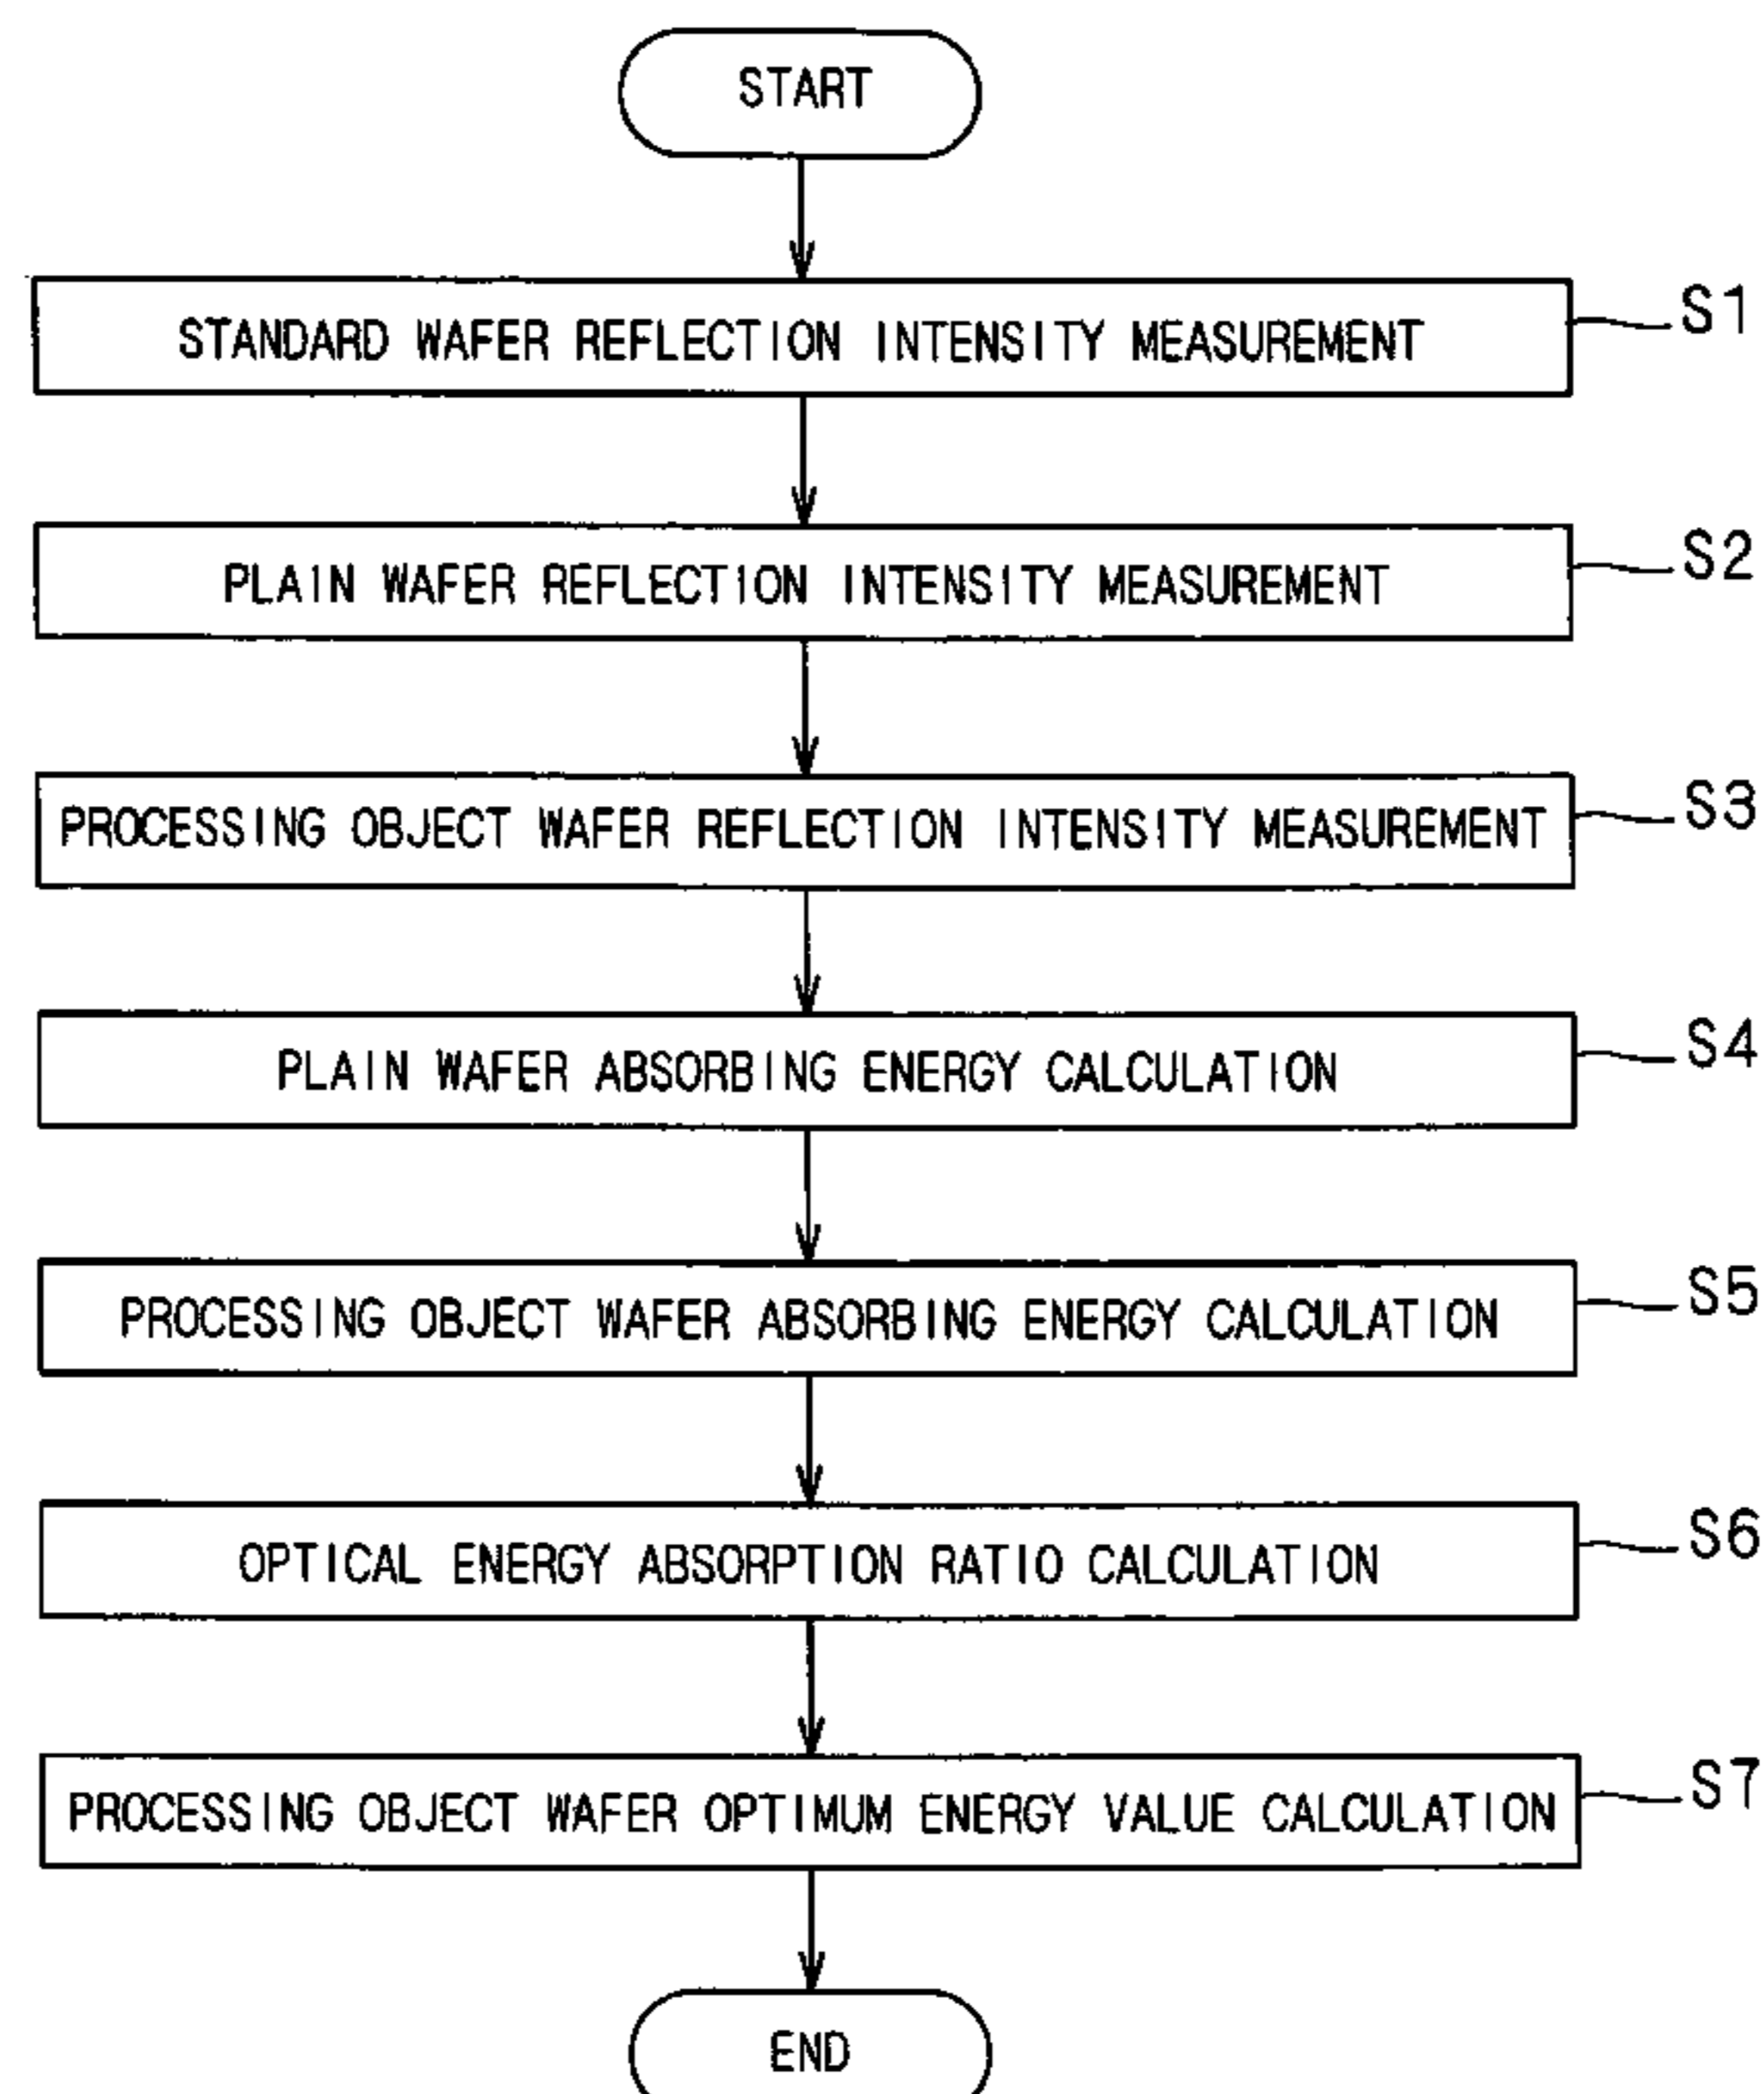 START
STANDARD WAFER REFLECTION INTENSITY MEASUREMENT S1
PLAIN WAFER REFLECTION INTENSITY MEASUREMENT S2
PROCESSING OBJECT WAFER REFLECTION INTENSITY MEASUREMENT S3
PLAIN WAFER ABSORBING ENERGY CALCULATION S4
PROCESSING OBJECT WAFER ABSORBING ENERGY CALCULATION S5
OPTICAL ENERGY ABSORPTION RATIO CALCULATION S6
PROCESSING OBJECT WAFER OPTIMUM ENERGY VALUE CALCULATION S7
END